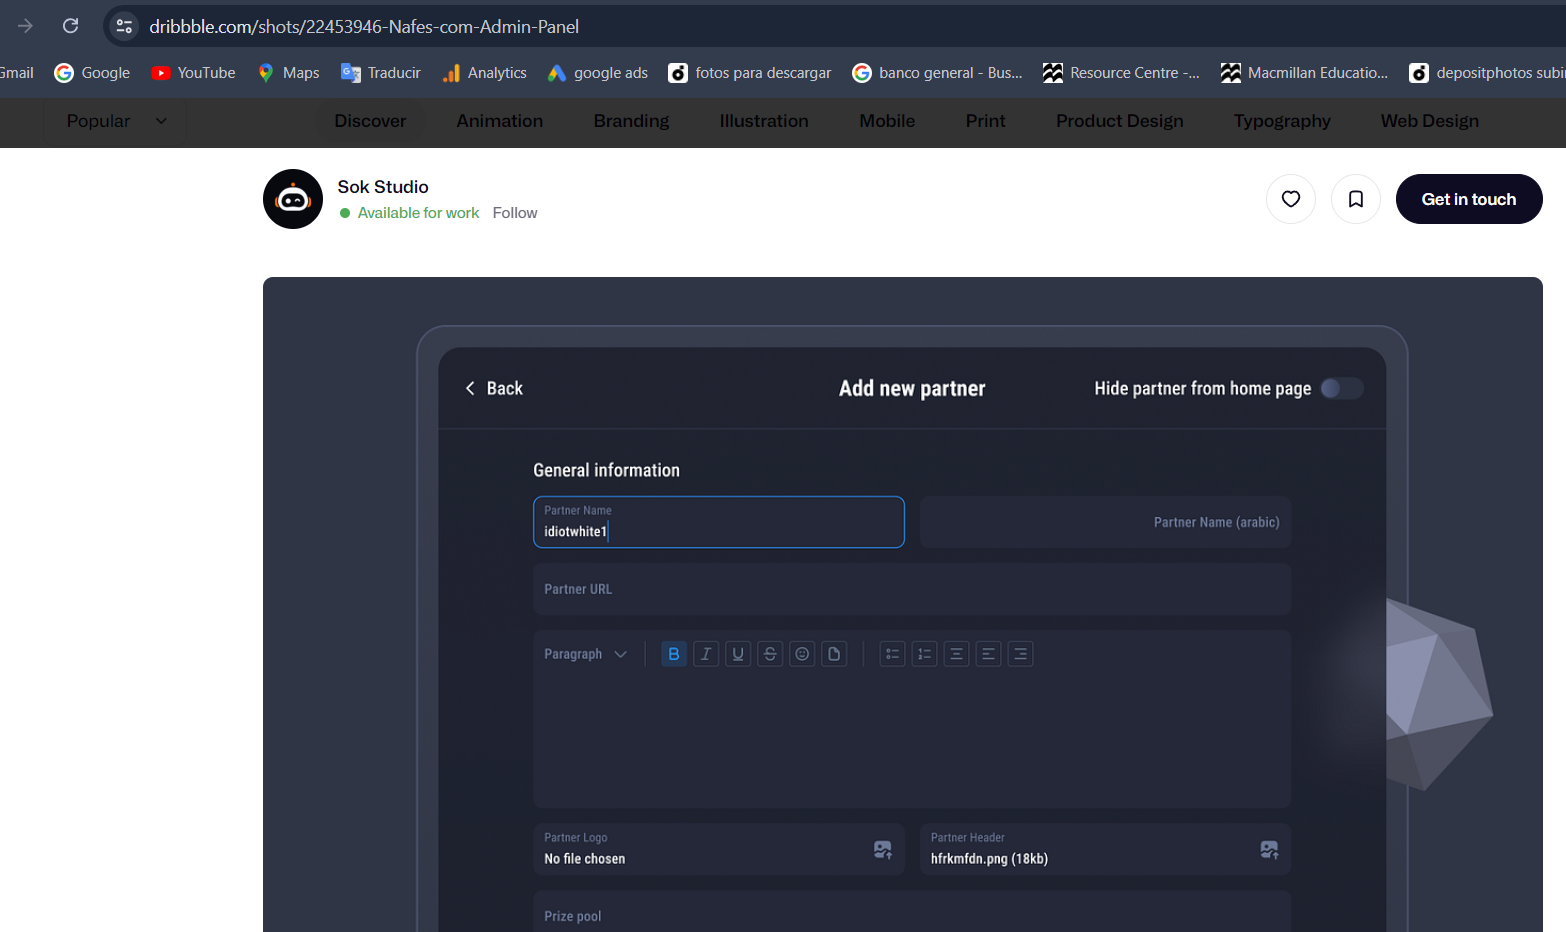 dribbble.com/shots/22453946-Nafes-com-Admin-Panel
Gmail Google YouTube Maps Traducir Analytics google ads fotos para descargar banco general - Bus... Resource Centre -... Macmillan Educatio... depositphotos subi
Popular Discover Animation Branding Illustration Mobile Print Product Design Typography Web Design
Sok Studio
Available for work Follow
Get in touch
Back Add new partner Hide partner from home page
General information
Partner Name
idiotwhite1
Partner Name (arabic)
Partner URL
Paragraph B I U S
Partner Logo
No file chosen
Partner Header
hfrkmfdn.png (18kb)
Prize pool